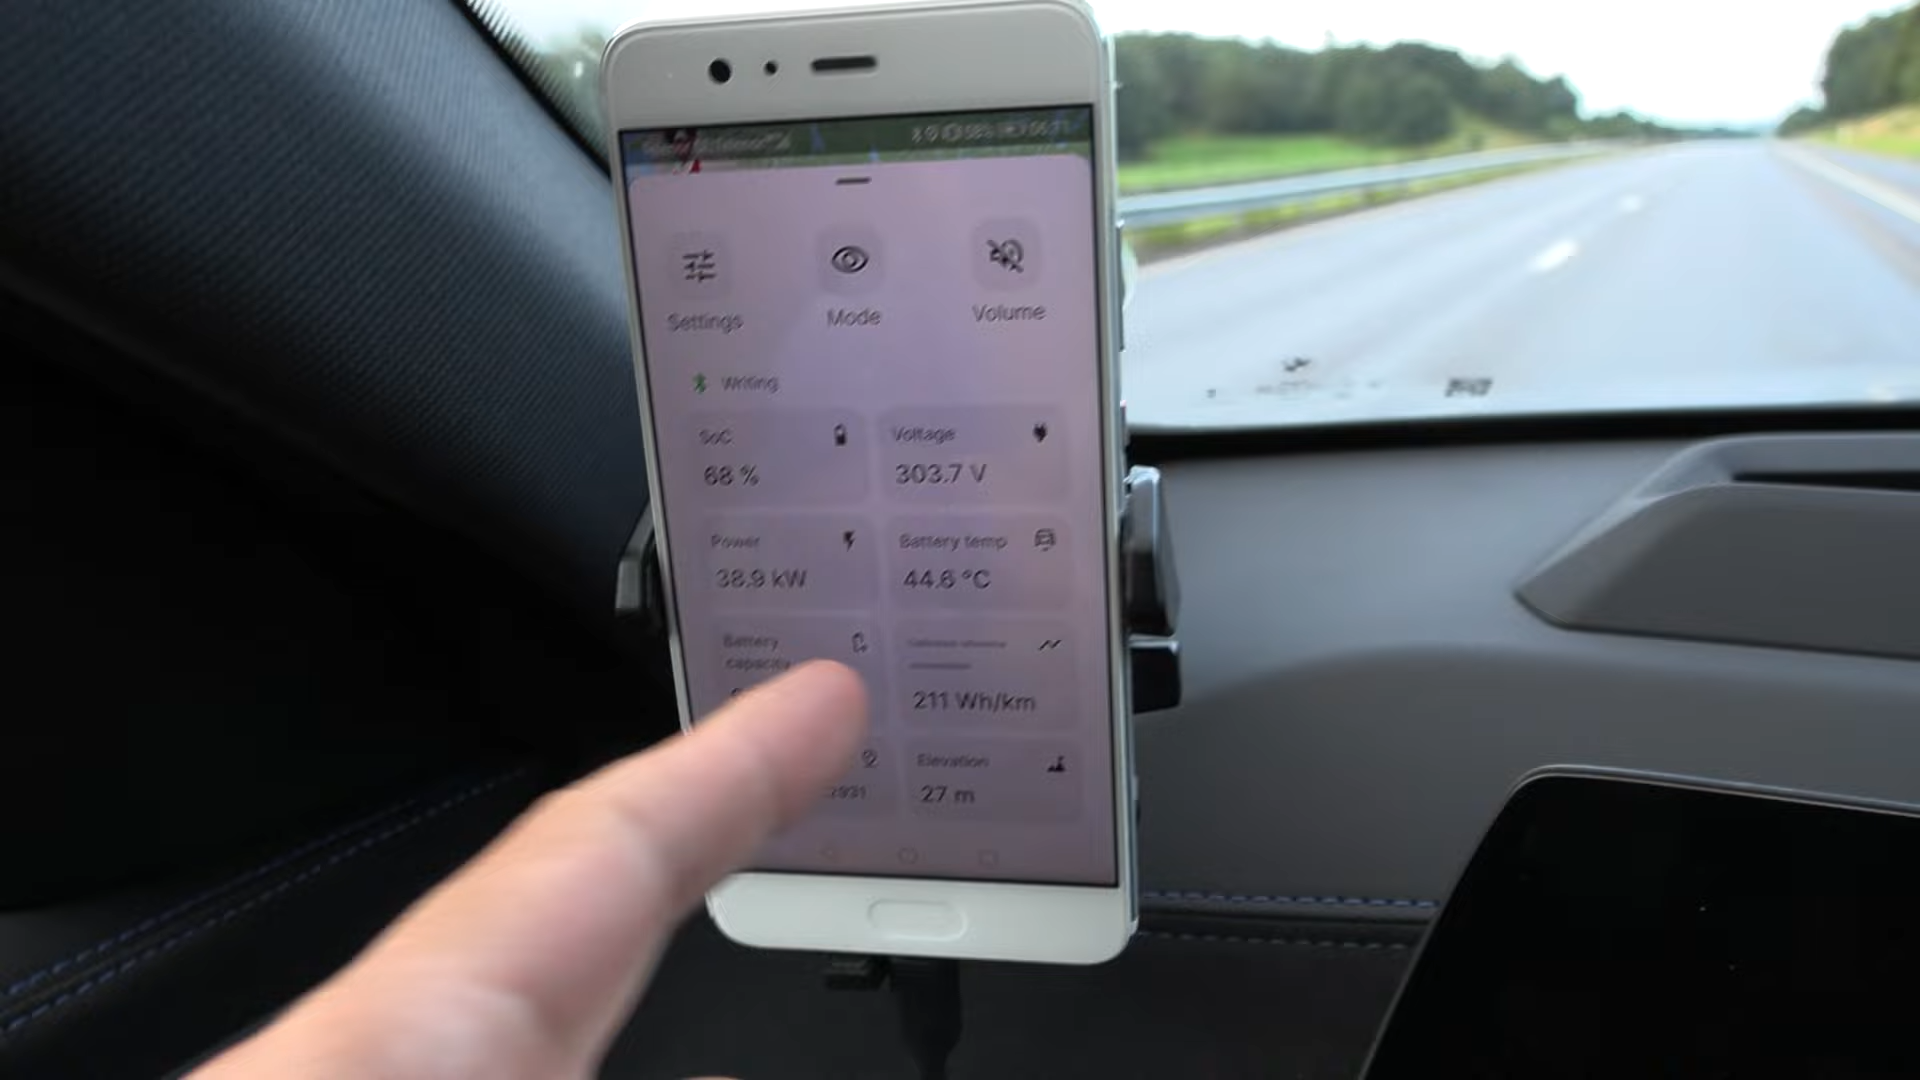 Settings
Mode
Volume
Writing
SoC
Voltage
68 %
303.7 V
Power
Battery temp
38.9 kW
44.6 °C
Battery
capacity
211 Wh/km
Elevation
2931
27 m